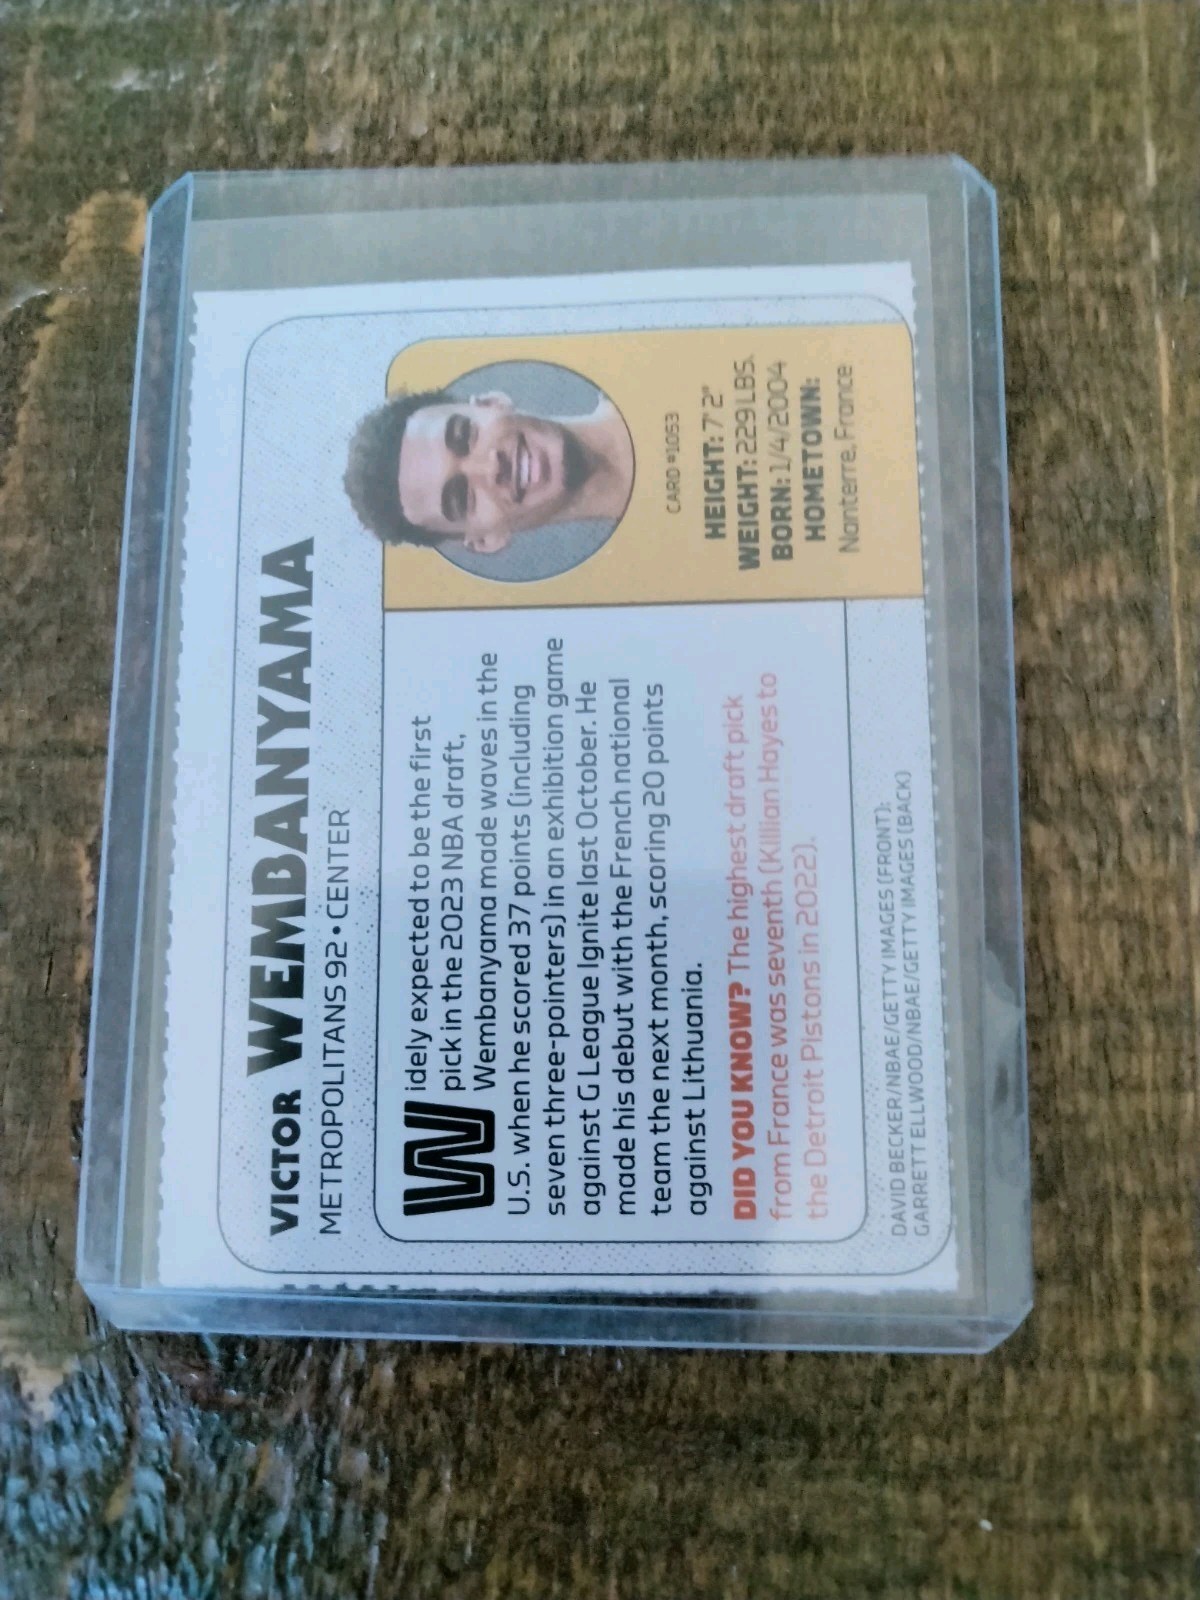 VICTOR WEMBANYAMA
METROPOLITANS 92 • CENTER
Widely expected to be the first
pick in the 2023 NBA draft,
Wembanyama made waves in the
U.S. when he scored 37 points (including
seven three-pointers) in an exhibition game
against G League Ignite last October. He
made his debut with the French national
team the next month, scoring 20 points
against Lithuania.
DID YOU KNOW? The highest draft pick
from France was seventh (Killian Hayes to
the Detroit Pistons in 2022).
CARD #1053
HEIGHT: 7' 2"
WEIGHT: 229 LBS.
BORN: 1/4/2004
HOMETOWN:
Nanterre, France
DAVID BECKER/NBAE/GETTY IMAGES (FRONT);
GARRETT ELLWOOD/NBAE/GETTY IMAGES (BACK)